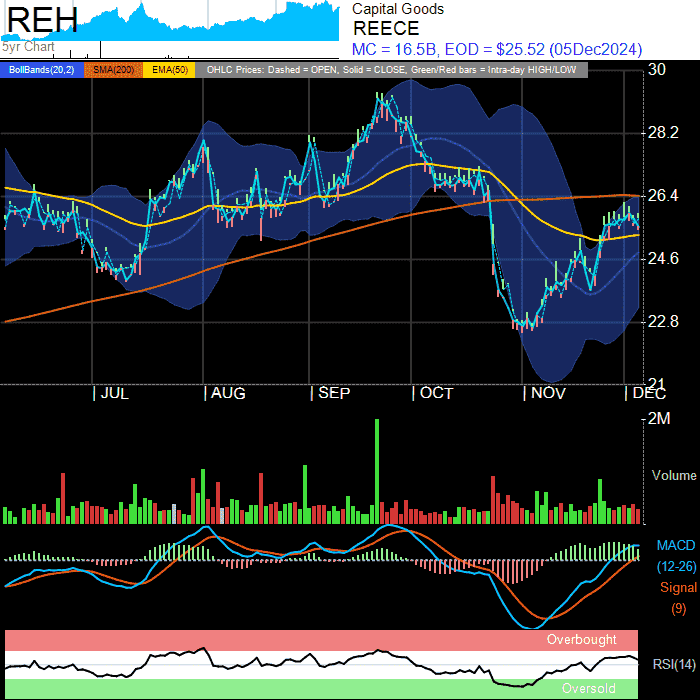 REH
5yr Chart
Capital Goods
REECE
MC = 16.5B, EOD = $25.52 (05Dec2024)
BollBands(20,2) SMA(200) EMA(50) OHLC Prices: Dashed = OPEN, Solid = CLOSE, Green/Red bars = Intra-day HIGH/LOW
30
28.2
26.4
24.6
22.8
21
JUL AUG SEP OCT NOV DEC
2M
Volume
MACD
(12-26)
Signal
(9)
Overbought
RSI(14)
Oversold